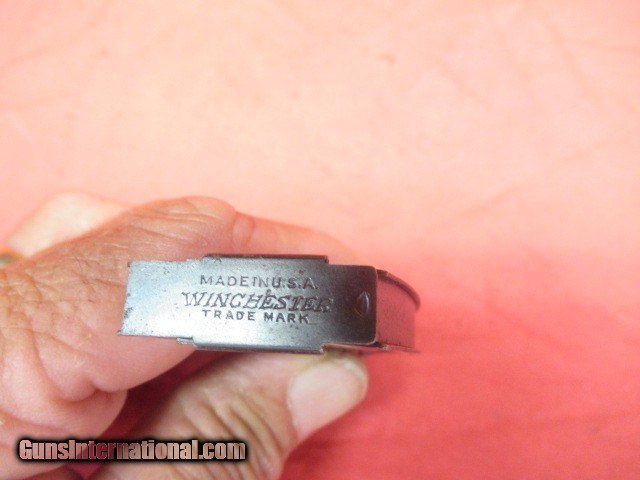 MADE IN U.S.A.
WINCHESTER
TRADE MARK
GunsInternational.com